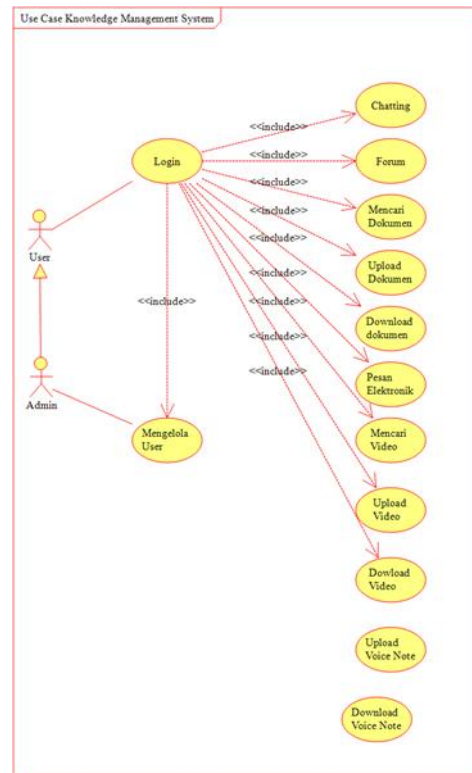 Use Case Knowledge Management System
Chatting
<<include>>
Login
<<include>>
Forum
<<include>>
Mencari
Dokumen
<<include>>
Upload
Dokumen
<<include>>
User
<<include>>
<<include>>
<<include>>
Download
dokumen
<<include>>
<<include>>
Pesan
Elektronik
Admin
Mengelola
User
Mencari
Video
Upload
Video
Dowload
Video
Upload
Voice Note
Download
Voice Note